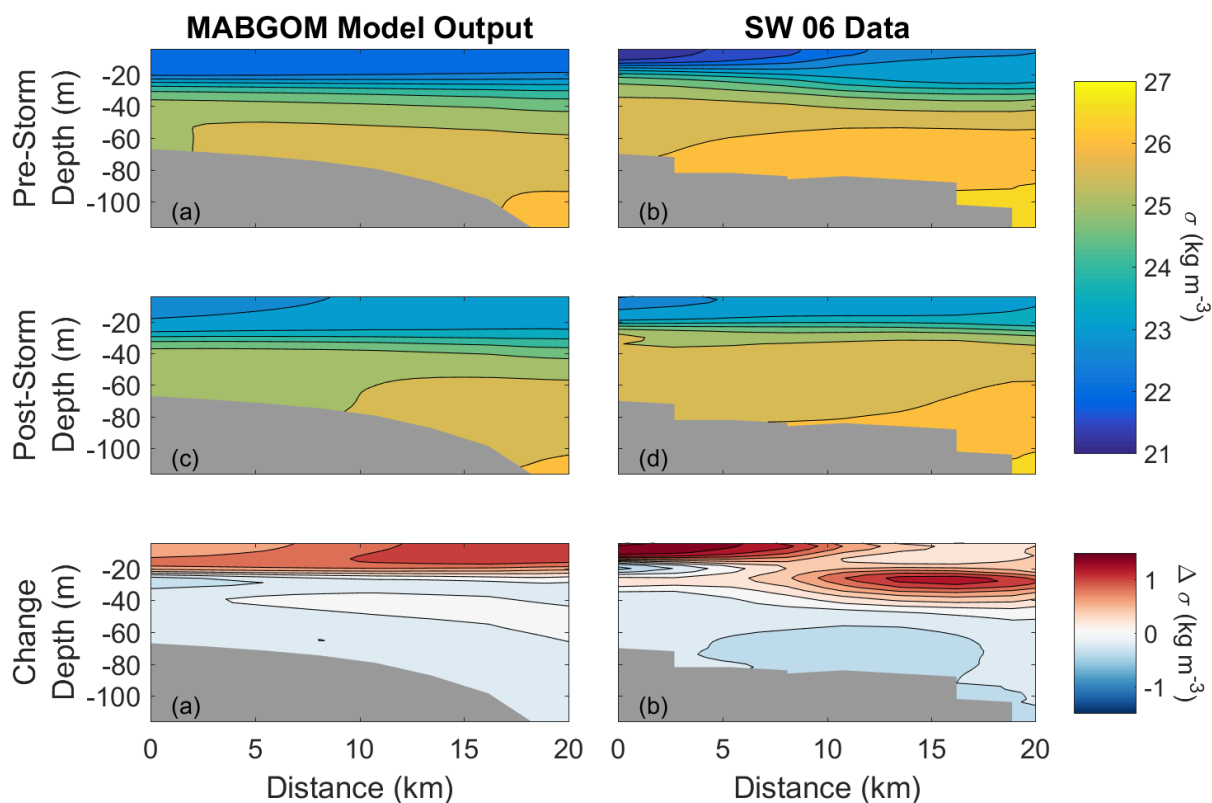 MABGOM Model Output
SW 06 Data
Pre-Storm
Depth (m)
-20
-40
-60
-80
-100
(a)
(b)
27
26
25
24
23
22
21
σ (kg m-3)
Post-Storm
Depth (m)
-20
-40
-60
-80
-100
(c)
(d)
Change
Depth (m)
-20
-40
-60
-80
-100
(a)
(b)
1
0
-1
Δ σ (kg m-3)
0 5 10 15 20
0 5 10 15 20
Distance (km)
Distance (km)